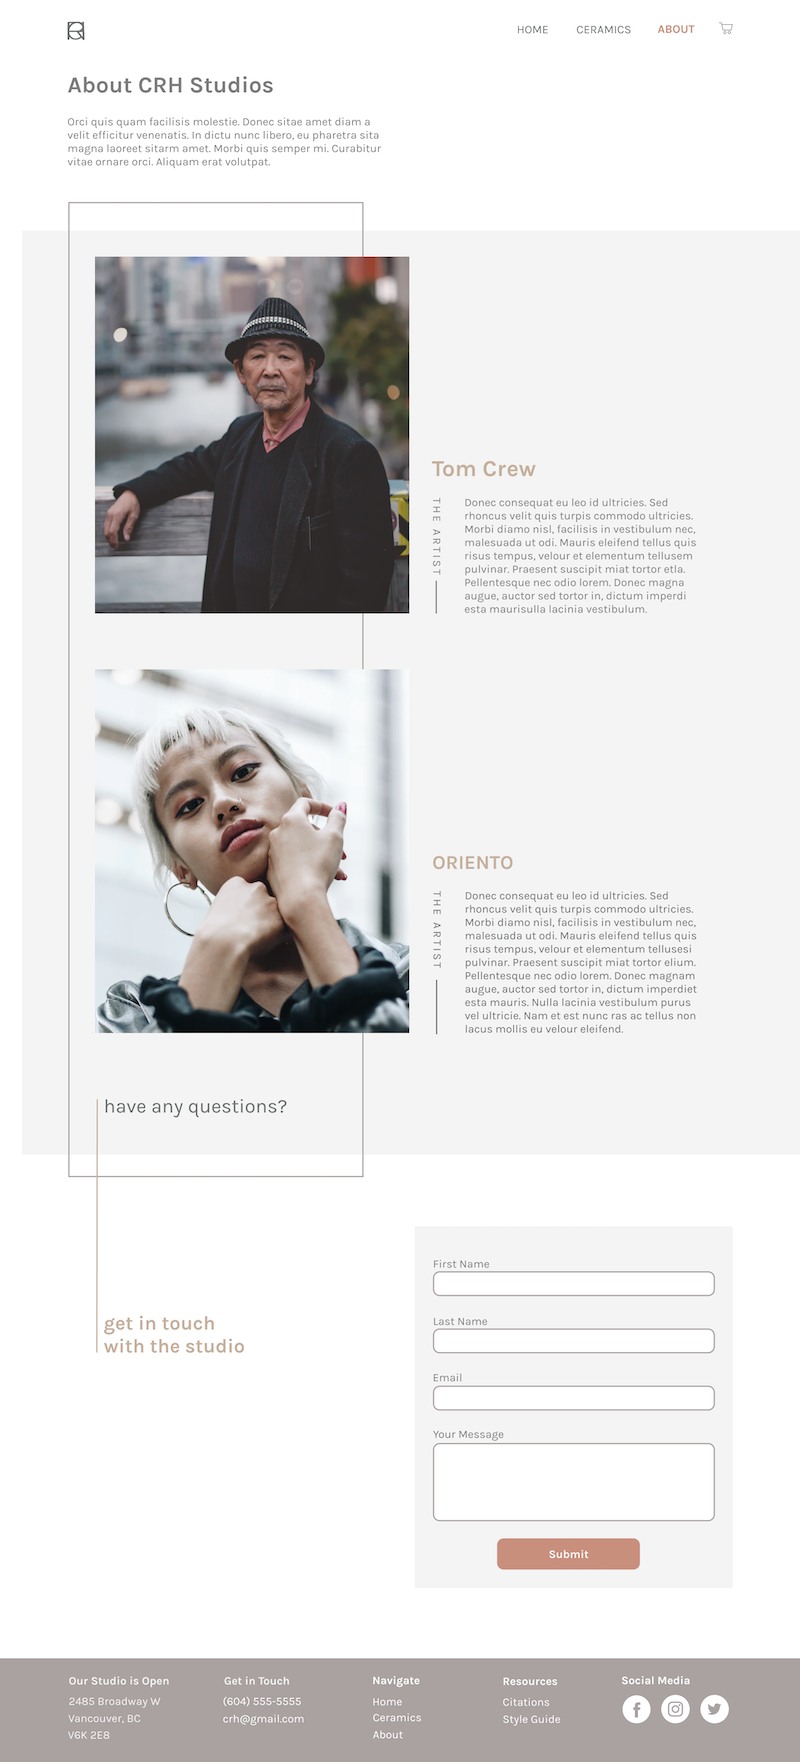 HOME CERAMICS ABOUT
About CRH Studios
Orci quis quam facilisis molestie. Donec sitae amet diam a
velit efficitur venenatis. In dictu nunc libero, eu pharetra sita
magna laoreet sitarm amet. Morbi quis semper mi. Curabitur
vitae ornare orci. Aliquam erat volutpat.
Tom Crew
THE ARTIST
Donec consequat eu leo id ultricies. Sed
rhoncus velit quis turpis commodo ultricies.
Morbi diamo nisl, facilisis in vestibulum nec,
malesuada ut odi. Mauris eleifend tellus quis
risus tempus, velour et elementum tellusem
pulvinar. Praesent suscipit miat tortor etla.
Pellentesque nec odio lorem. Donec magna
augue, auctor sed tortor in, dictum imperdi
esta maurisulla lacinia vestibulum.
ORIENTO
THE ARTIST
Donec consequat eu leo id ultricies. Sed
rhoncus velit quis turpis commodo ultricies.
Morbi diamo nisl, facilisis in vestibulum nec,
malesuada ut odi. Mauris eleifend tellus quis
risus tempus, velour et elementum tellusesi
pulvinar. Praesent suscipit miat tortor elium.
Pellentesque nec odio lorem. Donec magnam
augue, auctor sed tortor in, dictum imperdiet
esta mauris. Nulla lacinia vestibulum purus
vel ultricie. Nam et est nunc ras ac tellus non
lacus mollis eu velour eleifend.
have any questions?
get in touch
with the studio
First Name
Last Name
Email
Your Message
Submit
Our Studio is Open
2485 Broadway W
Vancouver, BC
V6K 2E8
Get in Touch
(604) 555-5555
crh@gmail.com
Navigate
Home
Ceramics
About
Resources
Citations
Style Guide
Social Media